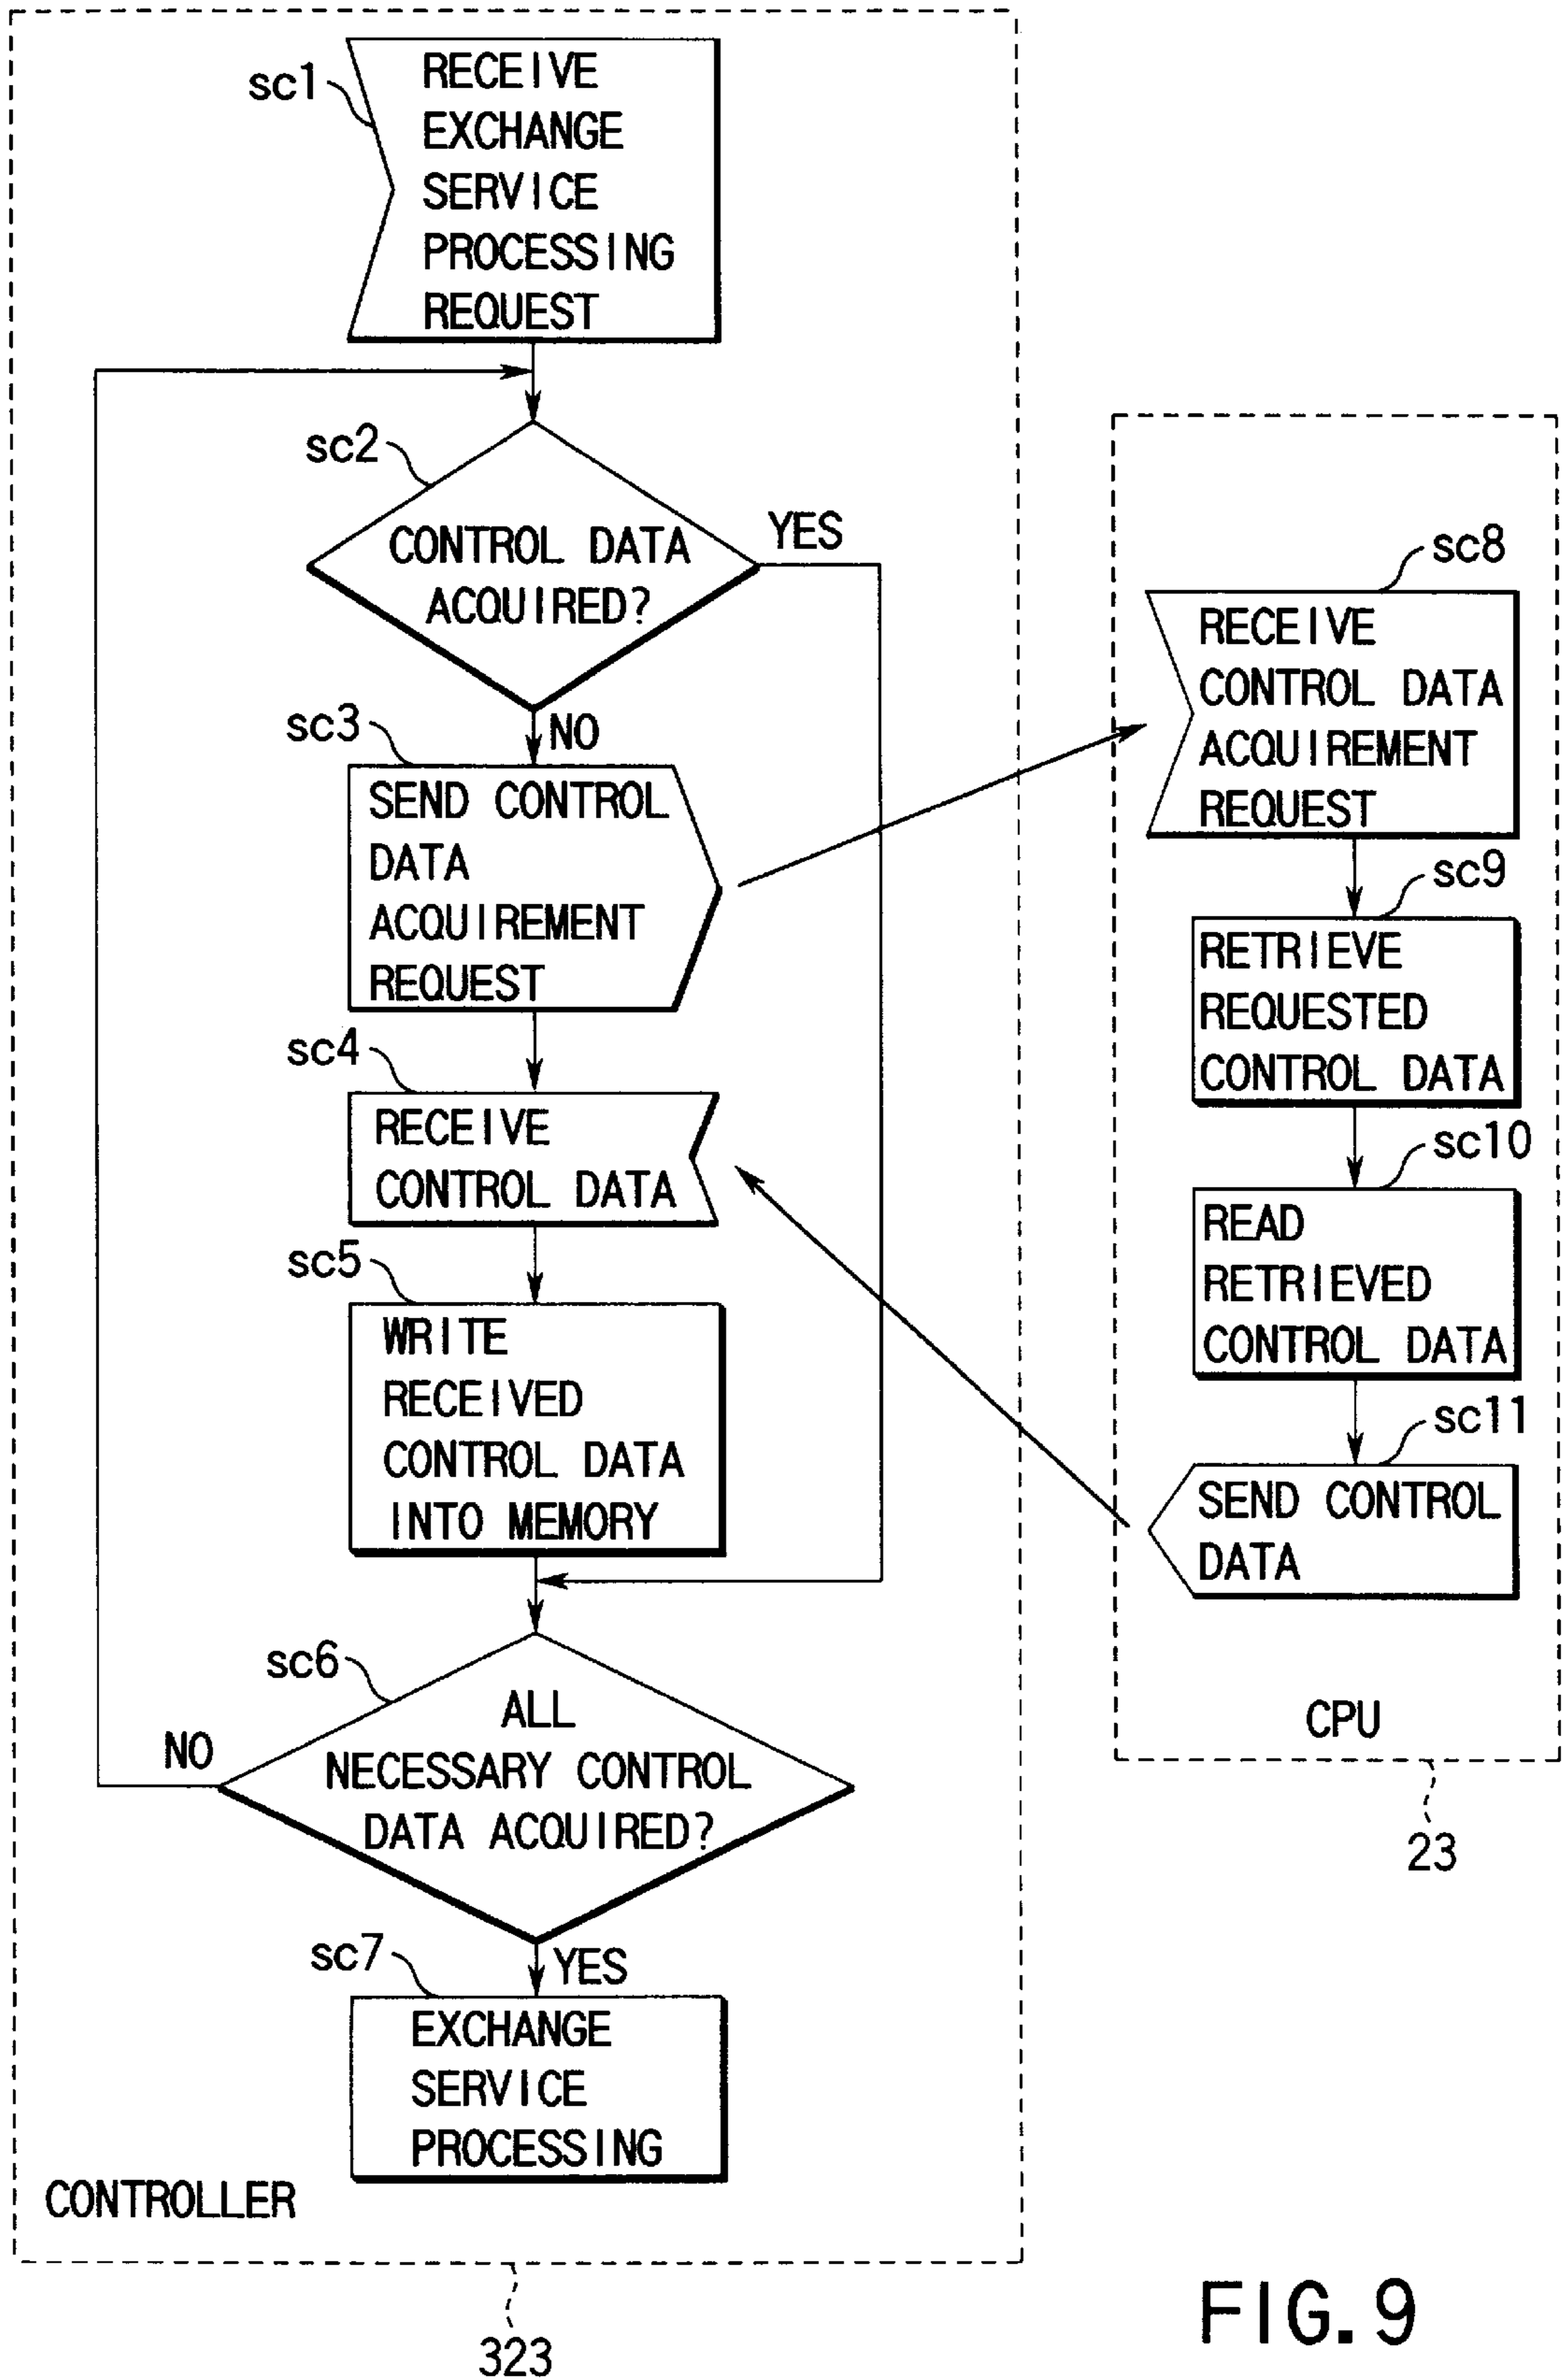 sc1
RECEIVE
EXCHANGE
SERVICE
PROCESSING
REQUEST
sc2
CONTROL DATA
ACQUIRED?
YES
NO
sc3
SEND CONTROL
DATA
ACQUIREMENT
REQUEST
sc4
RECEIVE
CONTROL DATA
sc5
WRITE
RECEIVED
CONTROL DATA
INTO MEMORY
sc6
ALL
NECESSARY CONTROL
DATA ACQUIRED?
NO
YES
sc7
EXCHANGE
SERVICE
PROCESSING
CONTROLLER
323
sc8
RECEIVE
CONTROL DATA
ACQUIREMENT
REQUEST
sc9
RETRIEVE
REQUESTED
CONTROL DATA
sc10
READ
RETRIEVED
CONTROL DATA
sc11
SEND CONTROL
DATA
CPU
23
FIG. 9